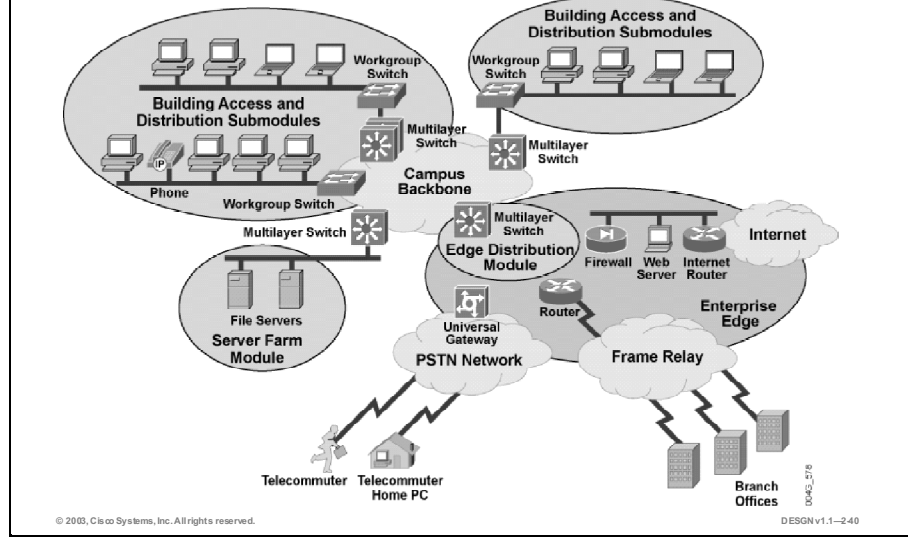 Building Access and
Distribution Submodules
Workgroup
Switch
Workgroup
Switch
Building Access and
Distribution Submodules
Multilayer
Switch
Multilayer
Switch
IP
Phone
Campus
Backbone
Workgroup Switch
Multilayer Switch
Multilayer
Switch
Edge Distribution
Module
Firewall
Web
Server
Internet
Router
Internet
File Servers
Server Farm
Module
Universal
Gateway
PSTN Network
Router
Enterprise
Edge
Frame Relay
Telecommuter
Telecommuter
Home PC
Branch
Offices
© 2003, Cisco Systems, Inc. All rights reserved.
DESGN v1.1—2-40